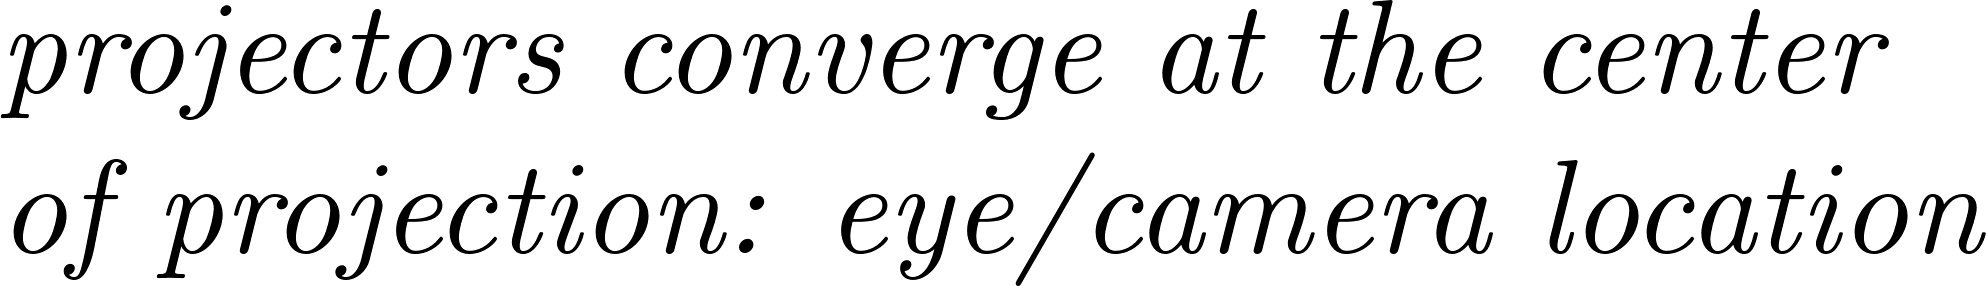 projectors converge at the center
of projection: eye/camera location